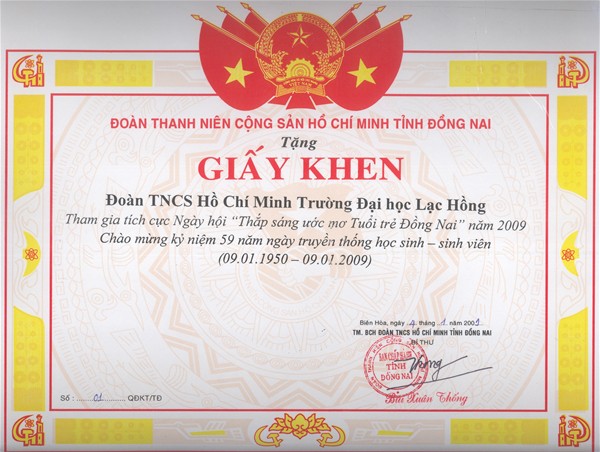 ĐOÀN THANH NIÊN CỘNG SẢN HỒ CHÍ MINH TỈNH ĐỒNG NAI
Tặng
GIẤY KHEN
Đoàn TNCS Hồ Chí Minh Trường Đại học Lạc Hồng
Tham gia tích cực Ngày hội “Thắp sáng ước mơ Tuổi trẻ Đồng Nai” năm 2009
Chào mừng kỷ niệm 59 năm ngày truyền thống học sinh – sinh viên
(09.01.1950 – 09.01.2009)
Biên Hòa, ngày 9 tháng 1 năm 2009
TM. BCH ĐOÀN TNCS HỒ CHÍ MINH TỈNH ĐỒNG NAI
BÍ THƯ
BAN CHẤP HÀNH
TỈNH
ĐỒNG NAI
Bùi Xuân Thống
Số : 01 QĐKT/TĐ